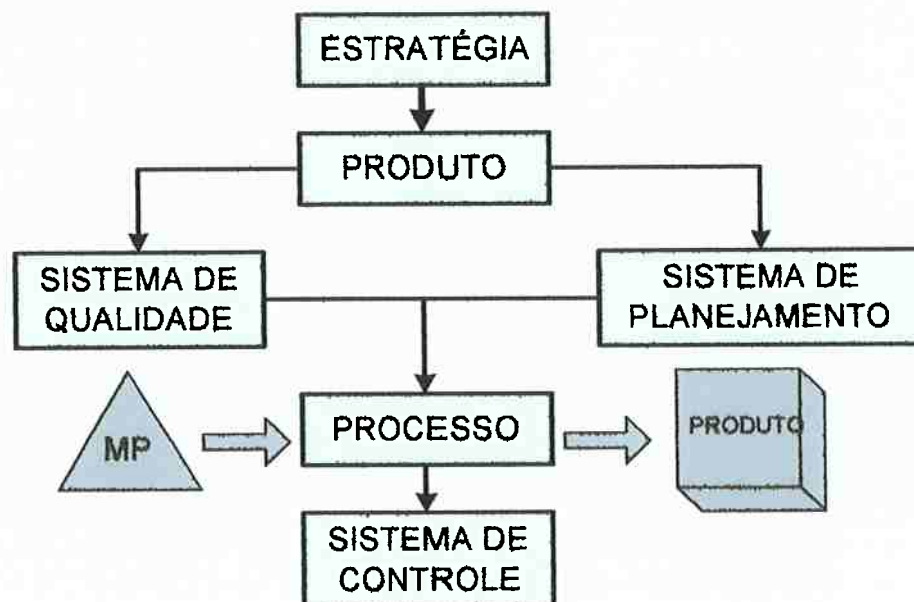 ESTRATÉGIA
PRODUTO
SISTEMA DE
QUALIDADE
SISTEMA DE
PLANEJAMENTO
MP
PROCESSO
PRODUTO
SISTEMA DE
CONTROLE